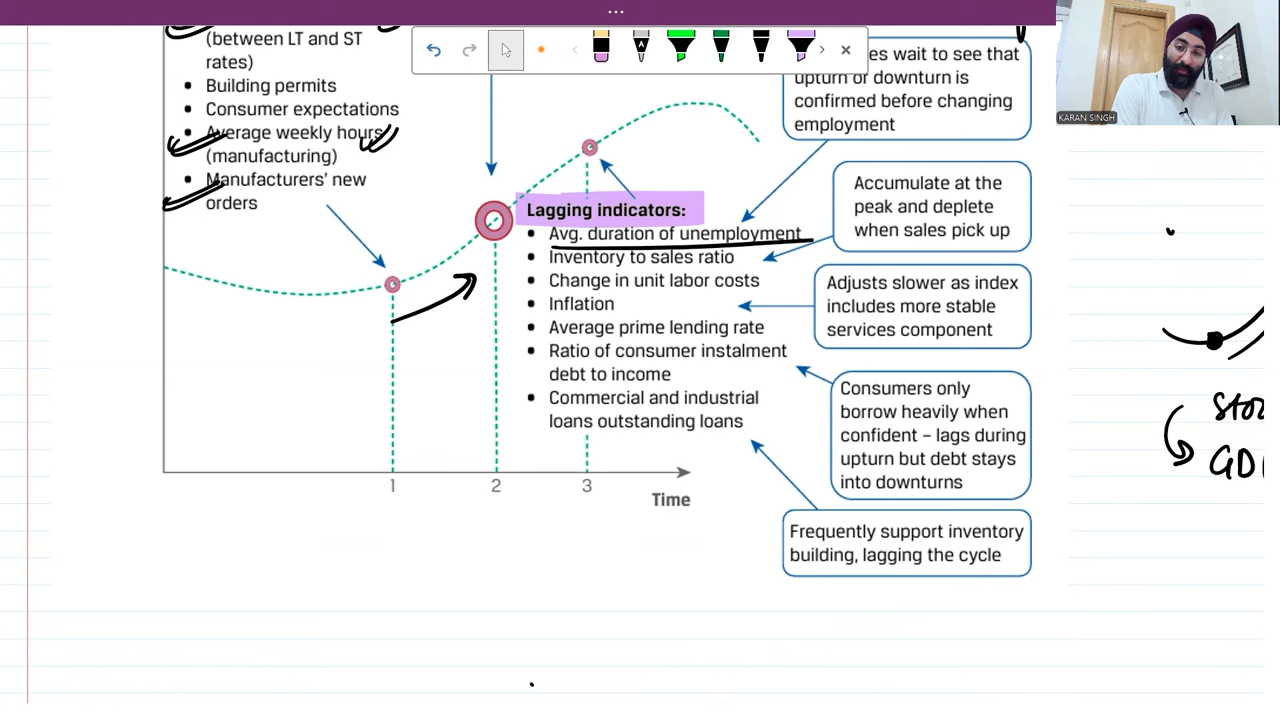 (between LT and ST
rates)
• Building permits
• Consumer expectations
• Average weekly hours
(manufacturing)
• Manufacturers' new
orders
Lagging indicators:
• Avg. duration of unemployment
• Inventory to sales ratio
• Change in unit labor costs
• Inflation
• Average prime lending rate
• Ratio of consumer instalment
debt to income
• Commercial and industrial
loans outstanding loans
1 2 3
Time
wait to see that
upturn or downturn is
confirmed before changing
employment
Accumulate at the
peak and deplete
when sales pick up
Adjusts slower as index
includes more stable
services component
Consumers only
borrow heavily when
confident – lags during
upturn but debt stays
into downturns
Frequently support inventory
building, lagging the cycle
KARAN SINGH